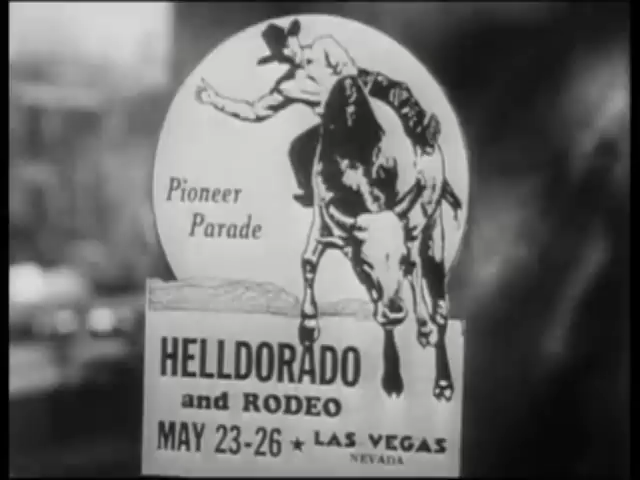 Pioneer
Parade
HELLDORADO
and RODEO
MAY 23-26 ★ LAS VEGAS
NEVADA